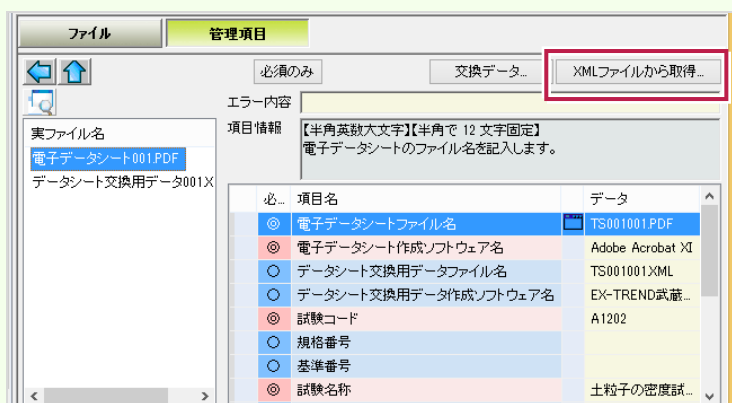 ファイル
管理項目
必須のみ
交換データ...
XMLファイルから取得...
エラー内容
項目情報
【半角英数大文字】【半角で 12 文字固定】
電子データシートのファイル名を記入します。
実ファイル名
電子データシート001.PDF
データシート交換用データ001.X
必... 項目名 データ
◎ 電子データシートファイル名 TS001001.PDF
◎ 電子データシート作成ソフトウェア名 Adobe Acrobat XI
○ データシート交換用データファイル名 TS001001.XML
○ データシート交換用データ作成ソフトウェア名 EX-TREND武蔵...
◎ 試験コード A1202
○ 規格番号
○ 基準番号
◎ 試験名称 土粒子の密度試...